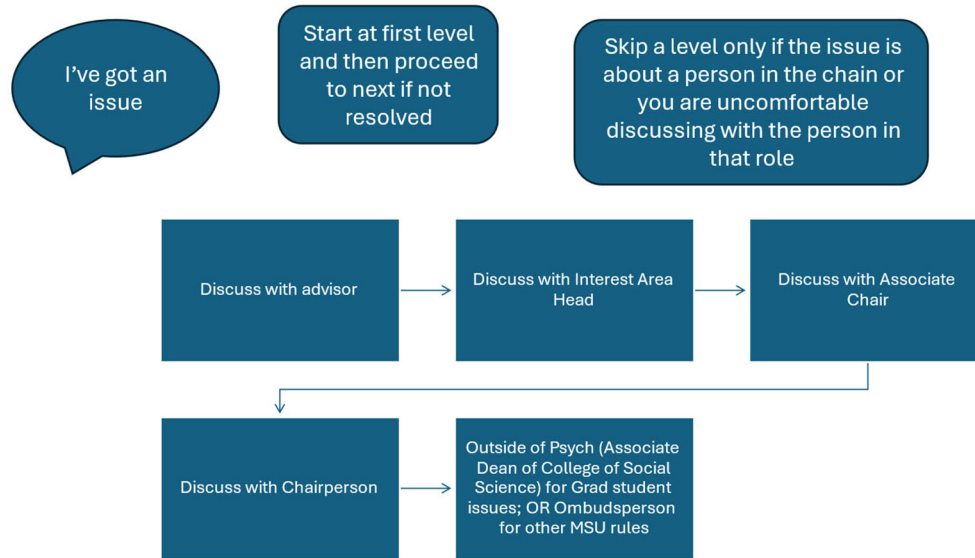 I've got an
issue
Start at first level
and then proceed
to next if not
resolved
Skip a level only if the issue is
about a person in the chain or
you are uncomfortable
discussing with the person in
that role
Discuss with advisor
Discuss with Interest Area
Head
Discuss with Associate
Chair
Discuss with Chairperson
Outside of Psych (Associate
Dean of College of Social
Science) for Grad student
issues; OR Ombudsperson
for other MSU rules